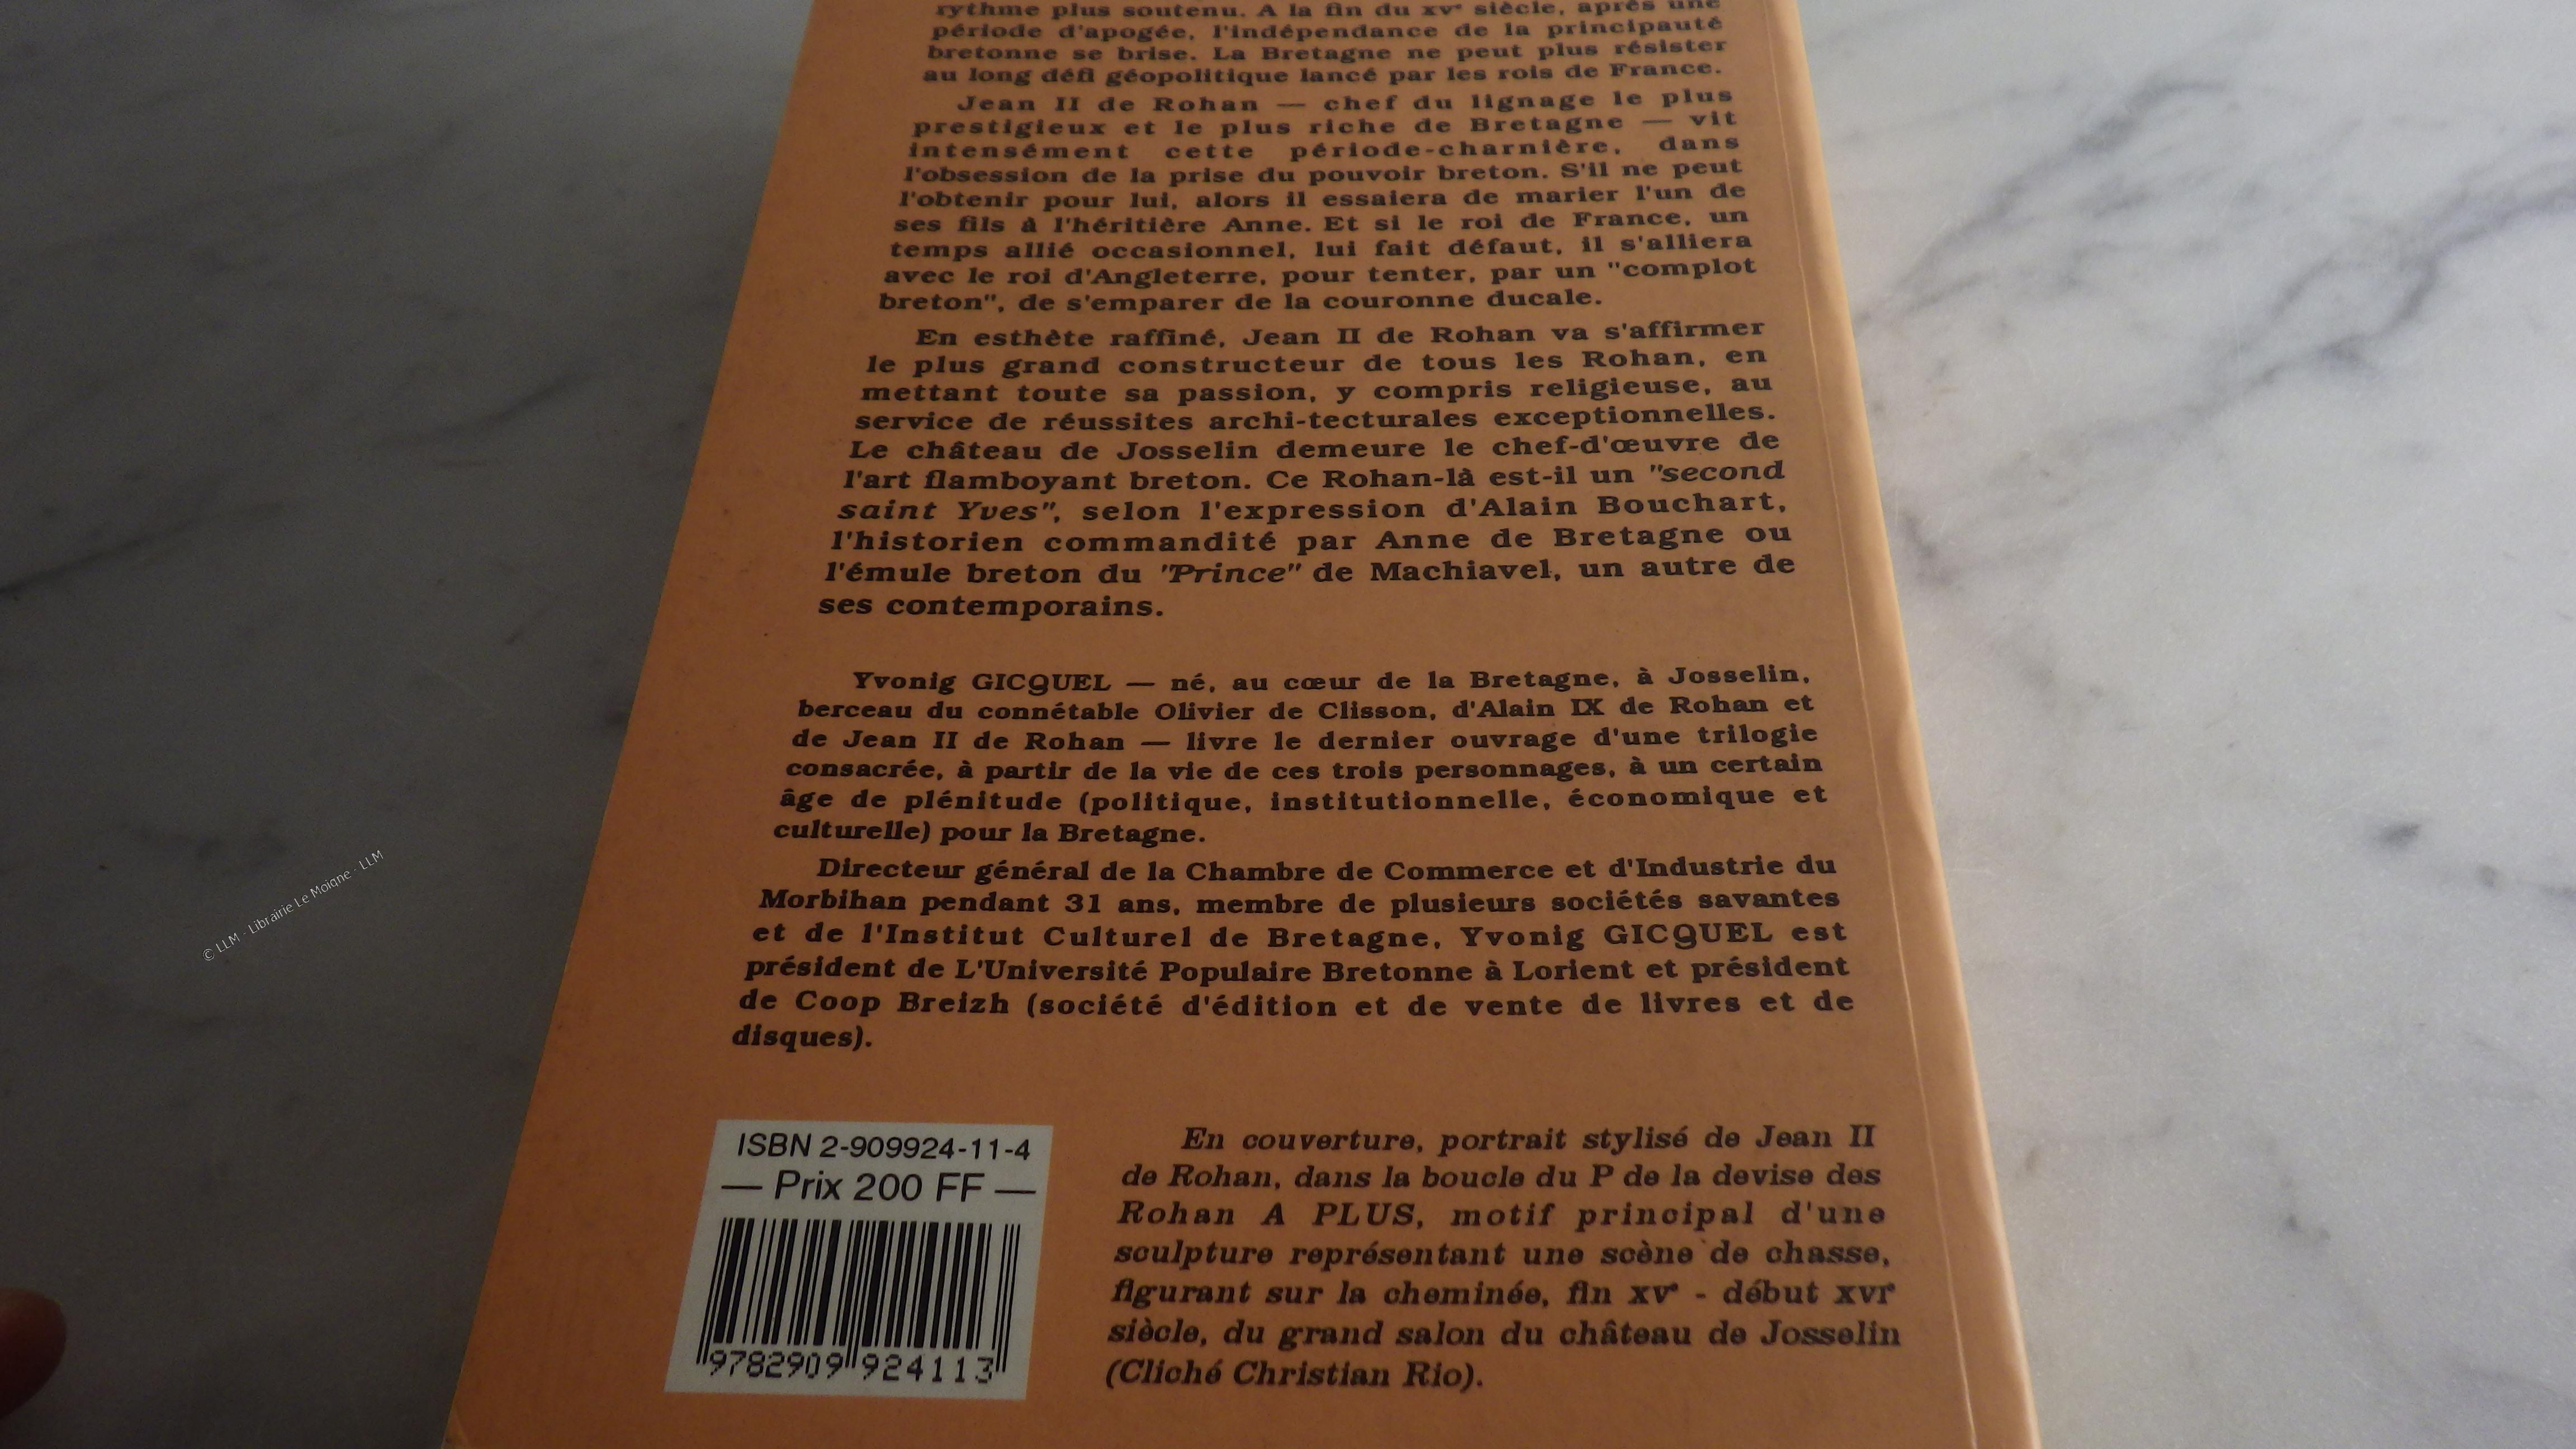 rythme plus soutenu. A la fin du XVᵉ siècle, après une
période d'apogée, l'indépendance de la principauté
bretonne se brise. La Bretagne ne peut plus résister
au long défi géopolitique lancé par les rois de France.
Jean II de Rohan — chef du lignage le plus
prestigieux et le plus riche de Bretagne — vit
intensément cette période-charnière, dans
l'obsession de la prise du pouvoir breton. S'il ne peut
l'obtenir pour lui, alors il essaiera de marier l'un de
ses fils à l'héritière Anne. Et si le roi de France, un
temps allié occasionnel, lui fait défaut, il s'alliera
avec le roi d'Angleterre, pour tenter, par un "complot
breton", de s'emparer de la couronne ducale.
En esthète raffiné, Jean II de Rohan va s'affirmer
le plus grand constructeur de tous les Rohan, en
mettant toute sa passion, y compris religieuse, au
service de réussites archi-tecturales exceptionnelles.
Le château de Josselin demeure le chef-d'œuvre de
l'art flamboyant breton. Ce Rohan-là est-il un "second
saint Yves", selon l'expression d'Alain Bouchart,
l'historien commandité par Anne de Bretagne ou
l'émule breton du "Prince" de Machiavel, un autre de
ses contemporains.
Yvonig GICQUEL — né, au cœur de la Bretagne, à Josselin,
berceau du connétable Olivier de Clisson, d'Alain IX de Rohan et
de Jean II de Rohan — livre le dernier ouvrage d'une trilogie
consacrée, à partir de la vie de ces trois personnages, à un certain
âge de plénitude (politique, institutionnelle, économique et
culturelle) pour la Bretagne.
Directeur général de la Chambre de Commerce et d'Industrie du
Morbihan pendant 31 ans, membre de plusieurs sociétés savantes
et de l'Institut Culturel de Bretagne, Yvonig GICQUEL est
président de L'Université Populaire Bretonne à Lorient et président
de Coop Breizh (société d'édition et de vente de livres et de
disques).
ISBN 2-909924-11-4
— Prix 200 FF —
9782909 924113
En couverture, portrait stylisé de Jean II
de Rohan, dans la boucle du P de la devise des
Rohan A PLUS, motif principal d'une
sculpture représentant une scène de chasse,
figurant sur la cheminée, fin XVᵉ - début XVIᵉ
siècle, du grand salon du château de Josselin
(Cliché Christian Rio).
© LLM - Librairie Le Moigne - LLM